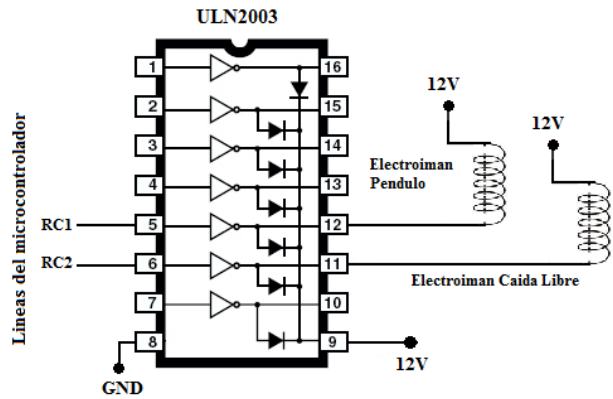 ULN2003
1 16
2 15
3 14
4 13
5 12
6 11
7 10
8 9
Lineas del microcontrolador
RC1
RC2
GND
12V
12V
12V
Electroiman
Pendulo
Electroiman Caida Libre